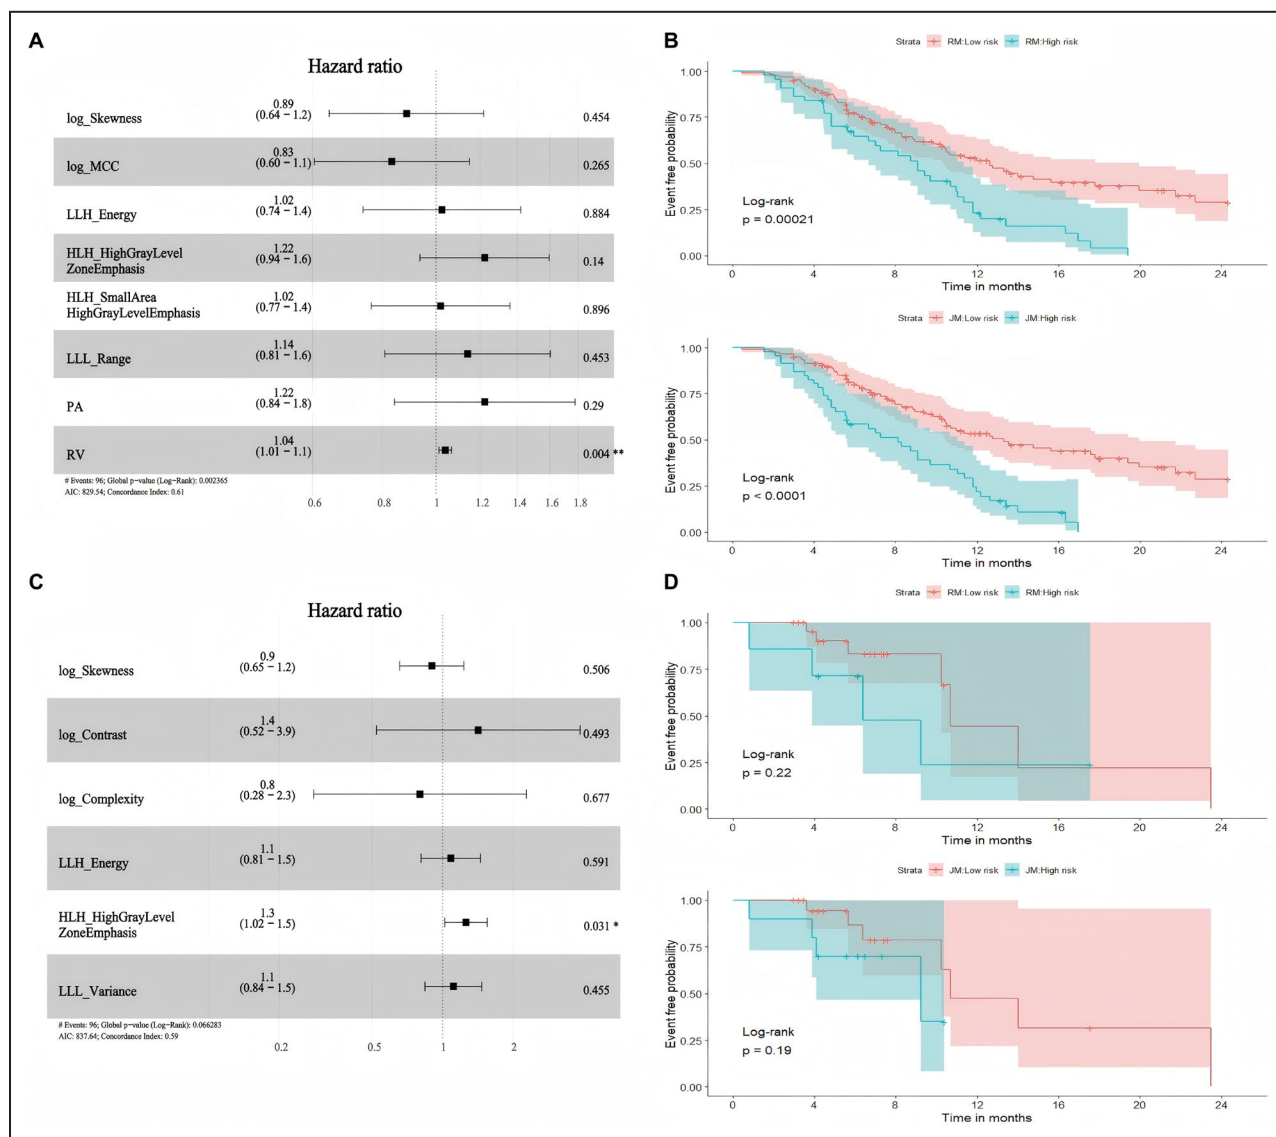 A
Hazard ratio
log_Skewness
0.89
(0.64 – 1.2)
0.454
log_MCC
0.83
(0.60 – 1.1)
0.265
LLH_Energy
1.02
(0.74 – 1.4)
0.884
HLH_HighGrayLevel
ZoneEmphasis
1.22
(0.94 – 1.6)
0.14
HLH_SmallArea
HighGrayLevelEmphasis
1.02
(0.77 – 1.4)
0.896
LLL_Range
1.14
(0.81 – 1.6)
0.453
PA
1.22
(0.84 – 1.8)
0.29
RV
1.04
(1.01 – 1.1)
0.004 **
# Events: 96; Global p-value (Log-Rank): 0.002365
AIC: 829.54; Concordance Index: 0.61
0.6 0.8 1 1.2 1.4 1.6 1.8
B
Strata RM:Low risk RM:High risk
Event free probability
1.00
0.75
0.50
0.25
0.00
Log-rank
p = 0.00021
0 4 8 12 16 20 24
Time in months
Strata JM:Low risk JM:High risk
Event free probability
1.00
0.75
0.50
0.25
0.00
Log-rank
p < 0.0001
0 4 8 12 16 20 24
Time in months
C
Hazard ratio
log_Skewness
0.9
(0.65 – 1.2)
0.506
log_Contrast
1.4
(0.52 – 3.9)
0.493
log_Complexity
0.8
(0.28 – 2.3)
0.677
LLH_Energy
1.1
(0.81 – 1.5)
0.591
HLH_HighGrayLevel
ZoneEmphasis
1.3
(1.02 – 1.5)
0.031 *
LLL_Variance
1.1
(0.84 – 1.5)
0.455
# Events: 96; Global p-value (Log-Rank): 0.066283
AIC: 837.64; Concordance Index: 0.59
0.2 0.5 1 2
D
Strata RM:Low risk RM:High risk
Event free probability
1.00
0.75
0.50
0.25
0.00
Log-rank
p = 0.22
0 4 8 12 16 20 24
Time in months
Strata JM:Low risk JM:High risk
Event free probability
1.00
0.75
0.50
0.25
0.00
Log-rank
p = 0.19
0 4 8 12 16 20 24
Time in months